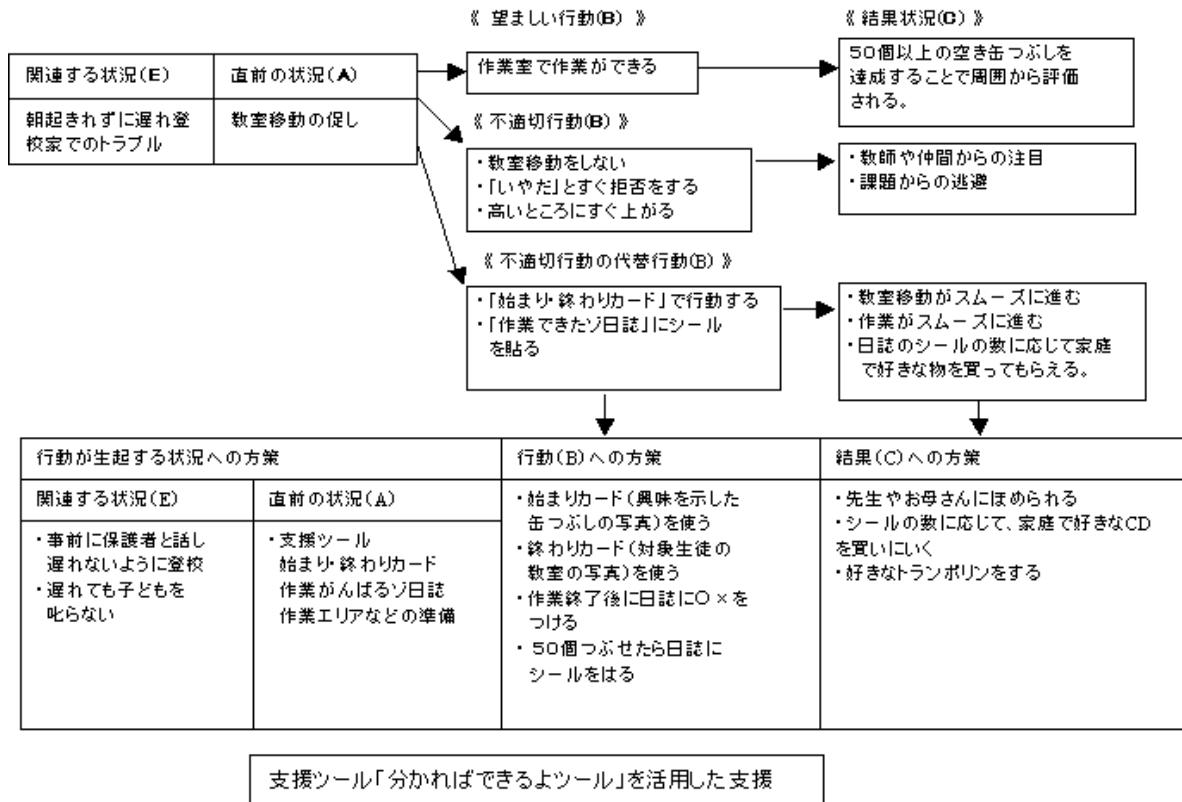 《 望ましい行動(B) 》
《 結果状況(C) 》
関連する状況(E)
直前の状況(A)
作業室で作業ができる
50個以上の空き缶つぶしを
達成することで周囲から評価
される。
朝起きれずに遅れ登
校家でのトラブル
教室移動の促し
《 不適切行動(B) 》
・教室移動をしない
・「いやだ」とすぐ拒否をする
・高いところにすぐ上がる
・教師や仲間からの注目
・課題からの逃避
《 不適切行動の代替行動(B) 》
・「始まり・終わりカード」で行動する
・「作業できたゾ日誌」にシール
を貼る
・教室移動がスムーズに進む
・作業がスムーズに進む
・日誌のシールの数に応じて家庭
で好きな物を買ってもらえる。
行動が生起する状況への方策
行動(B)への方策
結果(C)への方策
関連する状況(E)
直前の状況(A)
・事前に保護者と話し
遅れないように登校
・遅れても子どもを
叱らない
・支援ツール
始まり・終わりカード
作業がんばるゾ日誌
作業エリアなどの準備
・始まりカード(興味を示した
缶つぶしの写真)を使う
・終わりカード(対象生徒の
教室の写真)を使う
・作業終了後に日誌に○×を
つける
・ 50個つぶせたら日誌に
シールをはる
・先生やお母さんにほめられる
・シールの数に応じて、家庭で好きなCD
を買いにいく
・好きなトランポリンをする
支援ツール「分かればできるよツール」を活用した支援